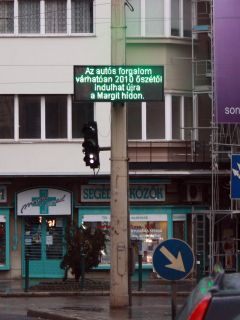 Az autós forgalom
várhatóan 2010 őszétől
indulhat újra
a Margit hídon.
SEGÉDESZKÖZÖK
son